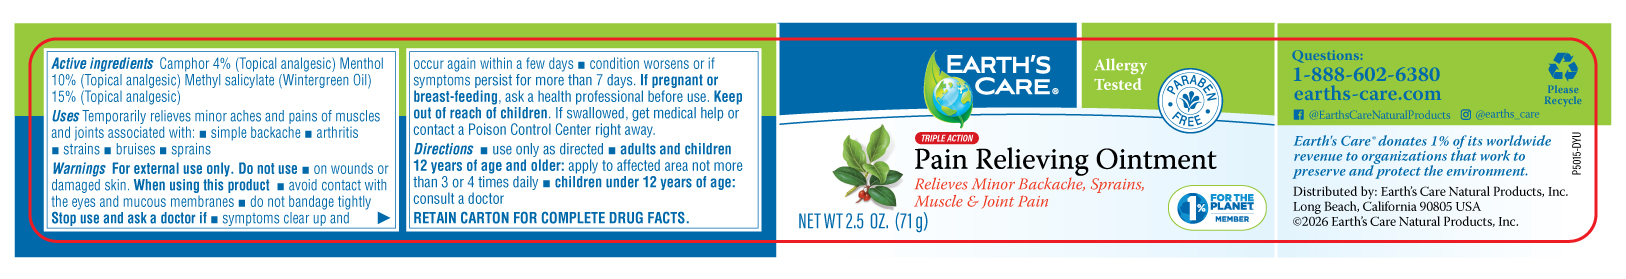 Active ingredients Camphor 4% (Topical analgesic) Menthol
10% (Topical analgesic) Methyl salicylate (Wintergreen Oil)
15% (Topical analgesic)
Uses Temporarily relieves minor aches and pains of muscles
and joints associated with: ■ simple backache ■ arthritis
■ strains ■ bruises ■ sprains
Warnings For external use only. Do not use ■ on wounds or
damaged skin. When using this product ■ avoid contact with
the eyes and mucous membranes ■ do not bandage tightly
Stop use and ask a doctor if ■ symptoms clear up and ▶
occur again within a few days ■ condition worsens or if
symptoms persist for more than 7 days. If pregnant or
breast-feeding, ask a health professional before use. Keep
out of reach of children. If swallowed, get medical help or
contact a Poison Control Center right away.
Directions ■ use only as directed ■ adults and children
12 years of age and older: apply to affected area not more
than 3 or 4 times daily ■ children under 12 years of age:
consult a doctor
RETAIN CARTON FOR COMPLETE DRUG FACTS.
EARTH'S
CARE®
Allergy
Tested
PARABEN
FREE
TRIPLE ACTION
Pain Relieving Ointment
Relieves Minor Backache, Sprains,
Muscle & Joint Pain
NET WT 2.5 OZ. (71 g)
1%
FOR THE
PLANET
MEMBER
Questions:
1-888-602-6380
earths-care.com
@EarthsCareNaturalProducts @earths_care
Please
Recycle
Earth's Care® donates 1% of its worldwide
revenue to organizations that work to
preserve and protect the environment.
Distributed by: Earth's Care Natural Products, Inc.
Long Beach, California 90805 USA
©2026 Earth's Care Natural Products, Inc.
P5015-DYU